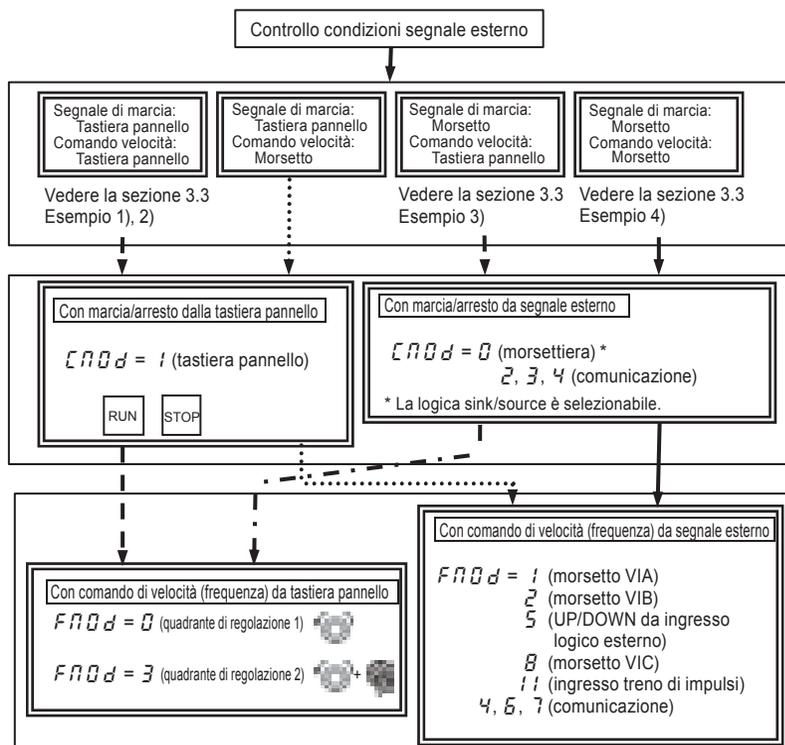 Controllo condizioni segnale esterno
Segnale di marcia:
Tastiera pannello
Comando velocità:
Tastiera pannello
Segnale di marcia:
Tastiera pannello
Comando velocità:
Morsetto
Segnale di marcia:
Morsetto
Comando velocità:
Tastiera pannello
Segnale di marcia:
Morsetto
Comando velocità:
Morsetto
Vedere la sezione 3.3
Esempio 1), 2)
Vedere la sezione 3.3
Esempio 3)
Vedere la sezione 3.3
Esempio 4)
Con marcia/arresto dalla tastiera pannello
CMOd = 1 (tastiera pannello)
RUN STOP
Con marcia/arresto da segnale esterno
CMOd = 0 (morsettiera) *
2, 3, 4 (comunicazione)
* La logica sink/source è selezionabile.
Con comando di velocità (frequenza) da tastiera pannello
FMOd = 0 (quadrante di regolazione 1)
FMOd = 3 (quadrante di regolazione 2) +
Con comando di velocità (frequenza) da segnale esterno
FMOd = 1 (morsetto VIA)
2 (morsetto VIB)
5 (UP/DOWN da ingresso
logico esterno)
8 (morsetto VIC)
11 (ingresso treno di impulsi)
4, 6, 7 (comunicazione)